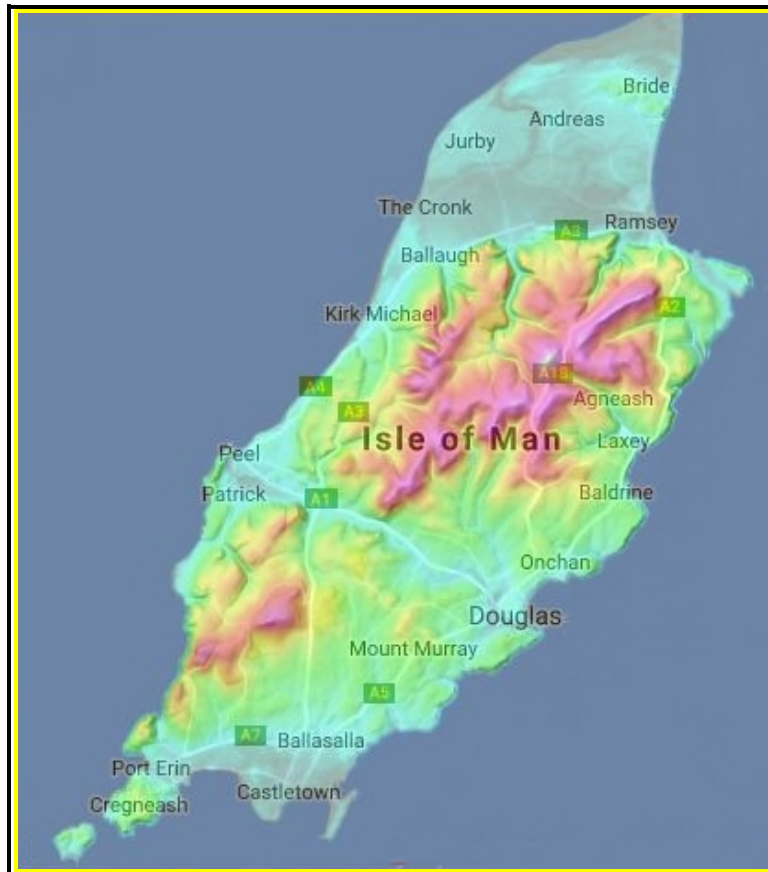 Bride
Andreas
Jurby
The Cronk
Ramsey
A3
Ballaugh
A2
Kirk Michael
A18
A4
Agneash
A3
Isle of Man
Laxey
Peel
Patrick
Baldrine
A1
Onchan
Douglas
Mount Murray
A5
A7
Ballasalla
Port Erin
Castletown
Cregneash